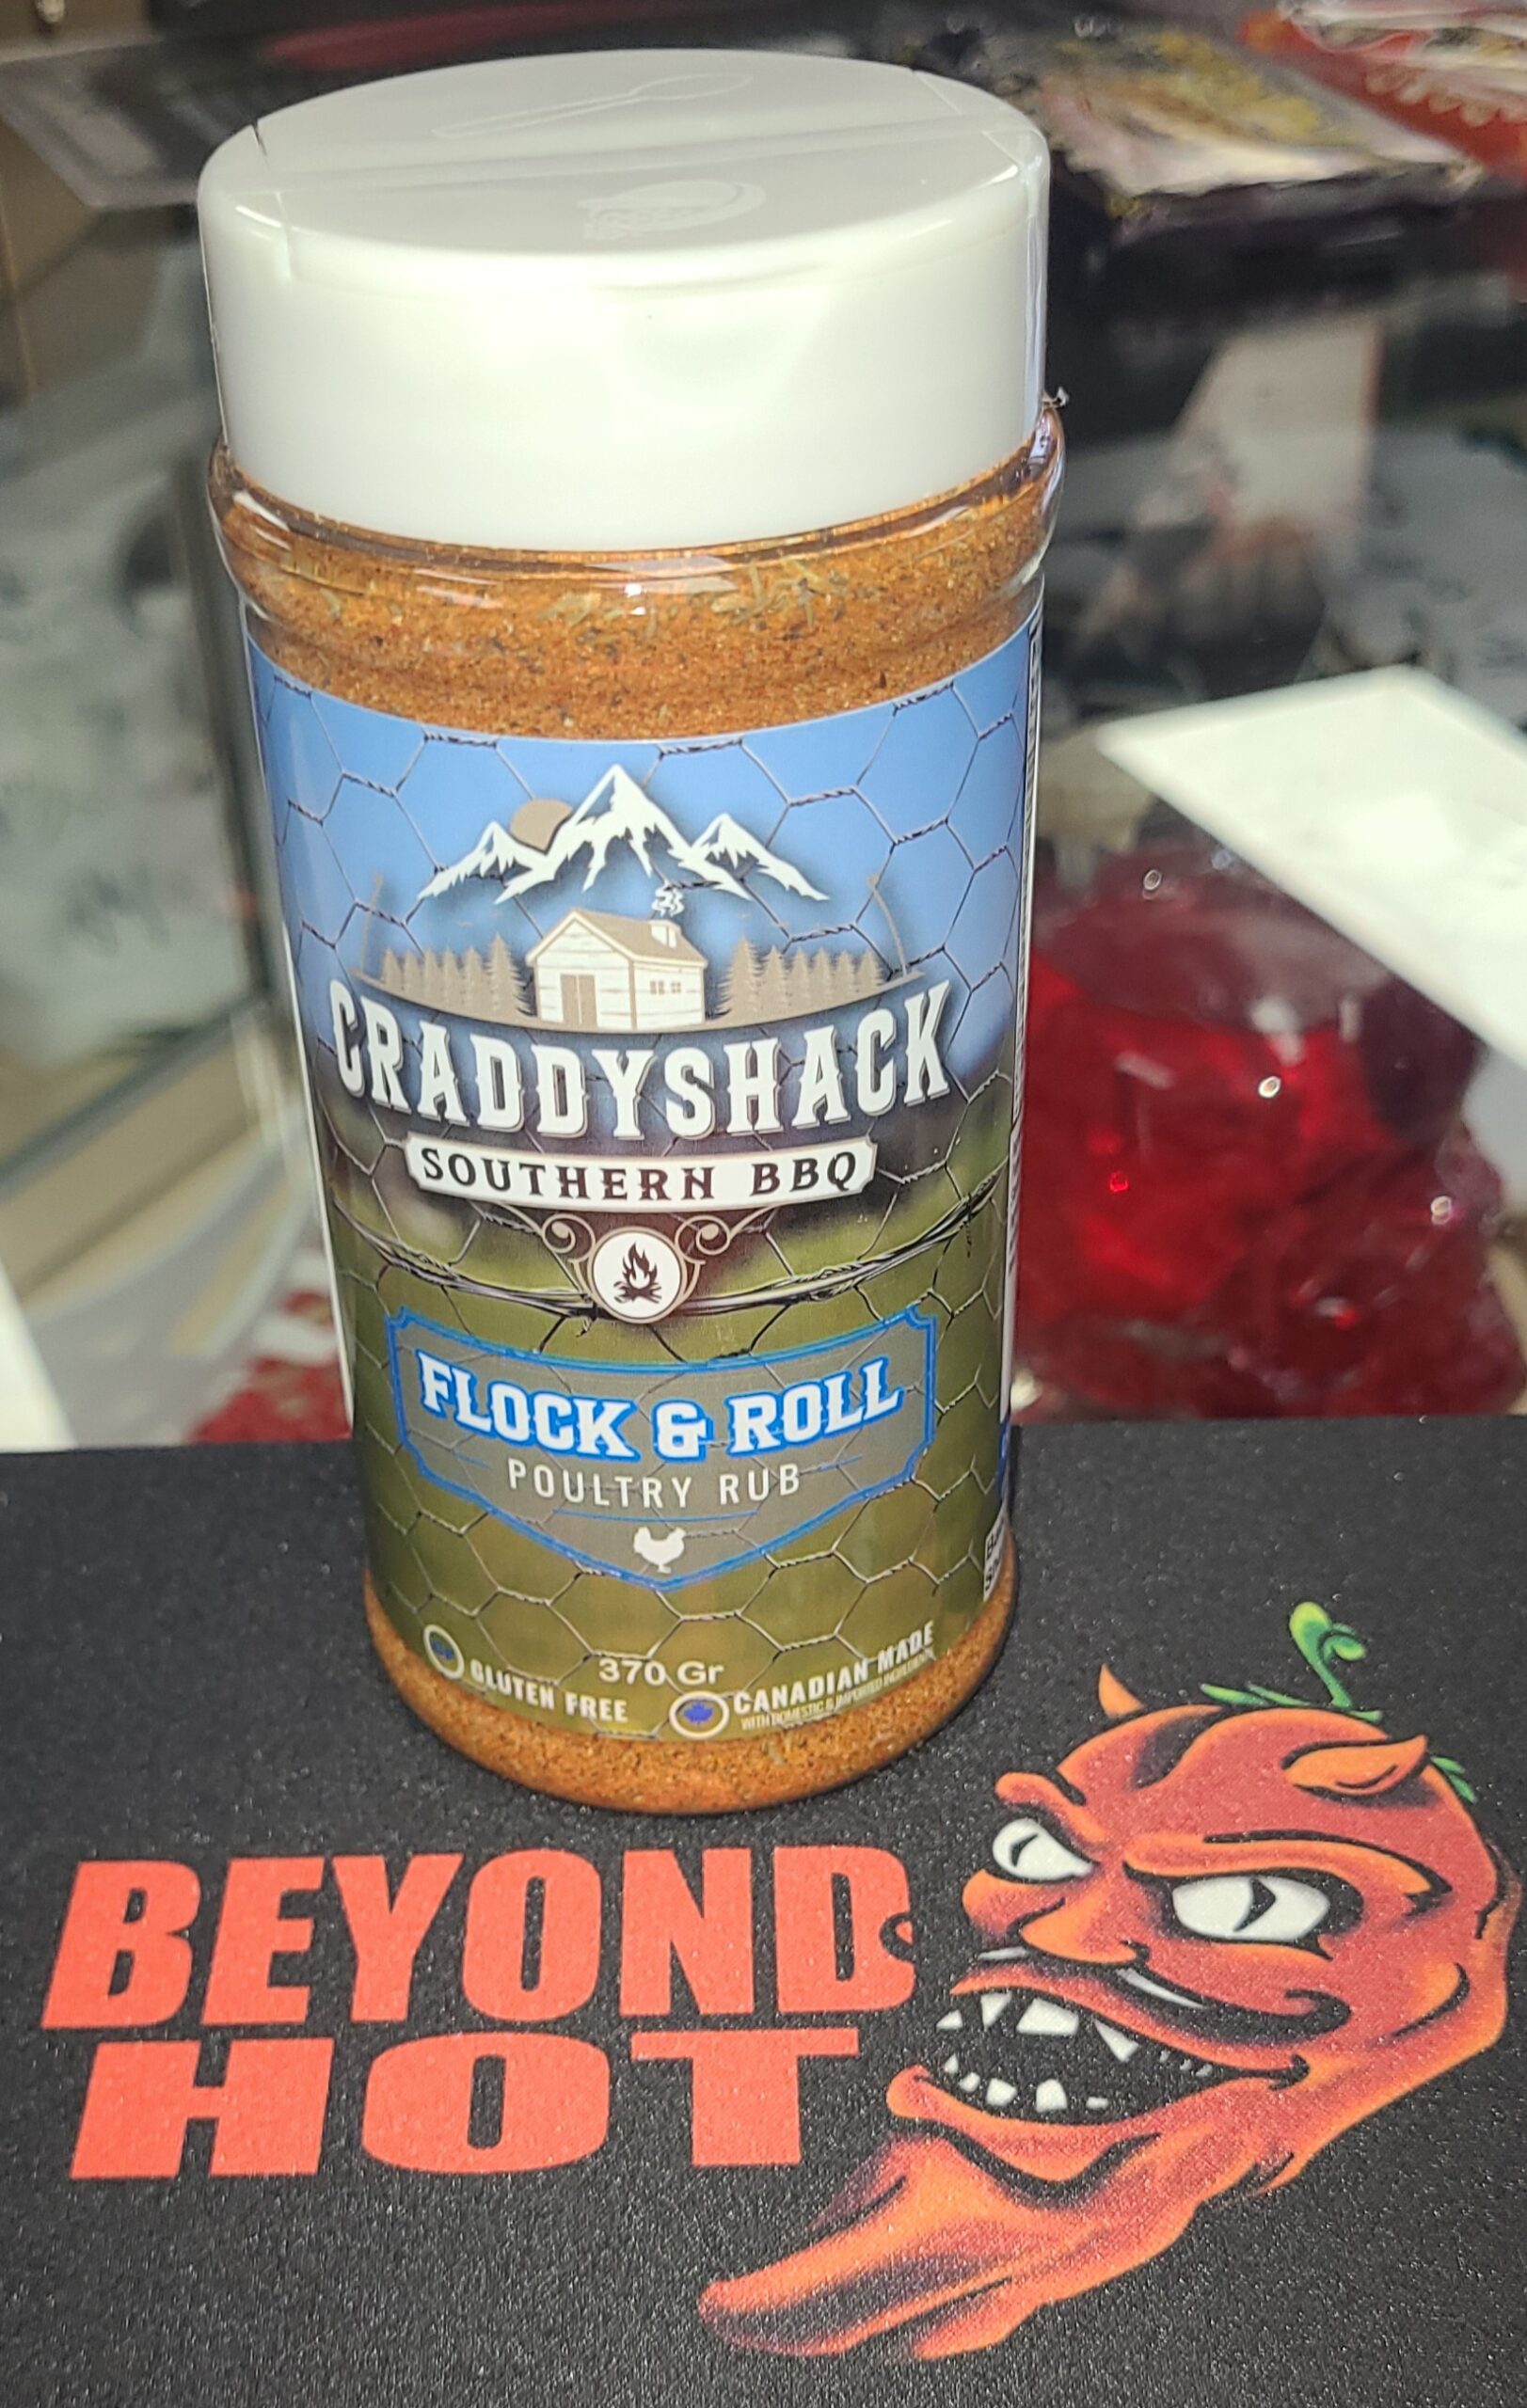 CRADDYSHACK
SOUTHERN BBQ
FLOCK & ROLL
POULTRY RUB
GLUTEN FREE
370 Gr
CANADIAN MADE
WITH DOMESTIC & IMPORTED INGREDIENTS
BEYOND
HOT